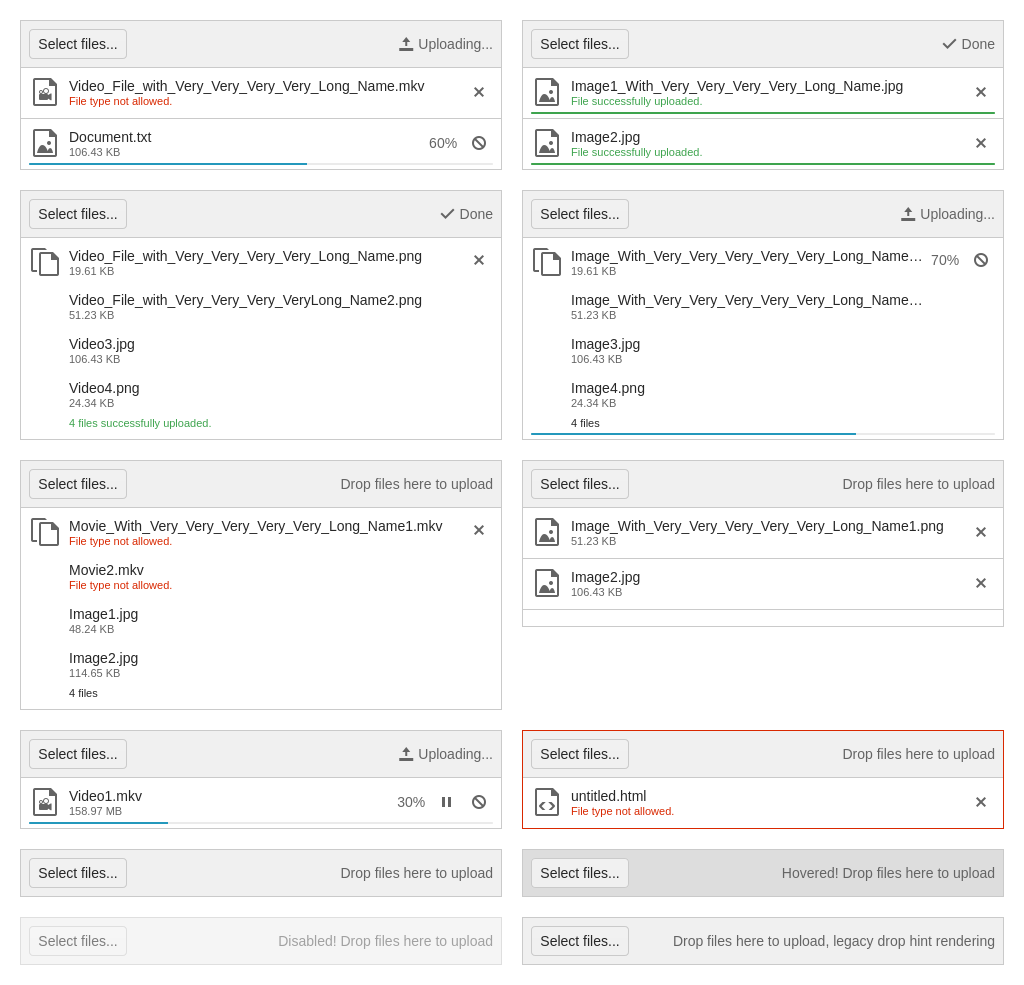 Select files...
Uploading...
Video_File_with_Very_Very_Very_Very_Long_Name.mkv
File type not allowed.
Document.txt
106.43 KB
60%
Select files...
Done
Image1_With_Very_Very_Very_Very_Long_Name.jpg
File successfully uploaded.
Image2.jpg
File successfully uploaded.
Select files...
Done
Video_File_with_Very_Very_Very_Very_Long_Name.png
19.61 KB
Video_File_with_Very_Very_Very_VeryLong_Name2.png
51.23 KB
Video3.jpg
106.43 KB
Video4.png
24.34 KB
4 files successfully uploaded.
Select files...
Uploading...
Image_With_Very_Very_Very_Very_Very_Long_Name…
70%
19.61 KB
Image_With_Very_Very_Very_Very_Very_Long_Name…
51.23 KB
Image3.jpg
106.43 KB
Image4.png
24.34 KB
4 files
Select files...
Drop files here to upload
Movie_With_Very_Very_Very_Very_Very_Long_Name1.mkv
File type not allowed.
Movie2.mkv
File type not allowed.
Image1.jpg
48.24 KB
Image2.jpg
114.65 KB
4 files
Select files...
Drop files here to upload
Image_With_Very_Very_Very_Very_Very_Long_Name1.png
51.23 KB
Image2.jpg
106.43 KB
Select files...
Uploading...
Video1.mkv
158.97 MB
30%
Select files...
Drop files here to upload
untitled.html
File type not allowed.
Select files...
Drop files here to upload
Select files...
Hovered! Drop files here to upload
Select files...
Disabled! Drop files here to upload
Select files...
Drop files here to upload, legacy drop hint rendering